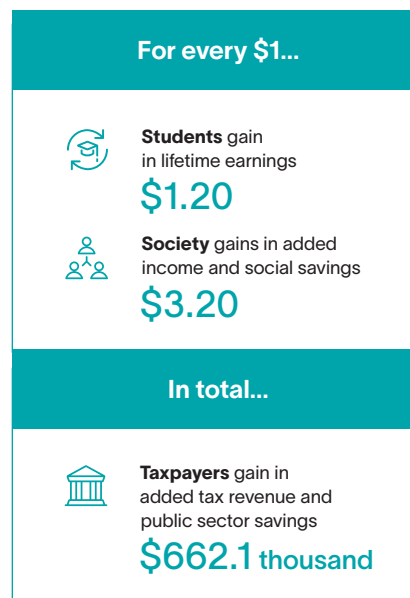 For every $1...
Students gain
in lifetime earnings
$1.20
Society gains in added
income and social savings
$3.20
In total...
Taxpayers gain in
added tax revenue and
public sector savings
$662.1 thousand